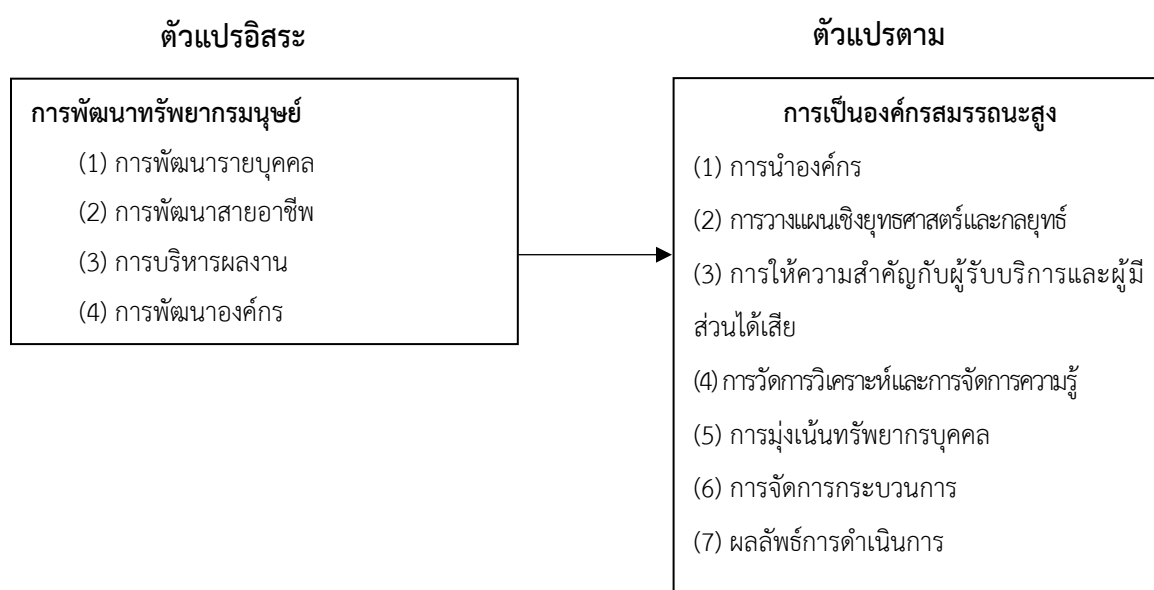 ตัวแปรอิสระ
การพัฒนาทรัพยากรมนุษย์
(1) การพัฒนารายบุคคล
(2) การพัฒนาสายอาชีพ
(3) การบริหารผลงาน
(4) การพัฒนาองค์กร
ตัวแปรตาม
การเป็นองค์กรสมรรถนะสูง
(1) การนำองค์กร
(2) การวางแผนเชิงยุทธศาสตร์และกลยุทธ์
(3) การให้ความสำคัญกับผู้รับบริการและผู้มี
ส่วนได้เสีย
(4) การวัดการวิเคราะห์และการจัดการความรู้
(5) การมุ่งเน้นทรัพยากรบุคคล
(6) การจัดการกระบวนการ
(7) ผลลัพธ์การดำเนินการ